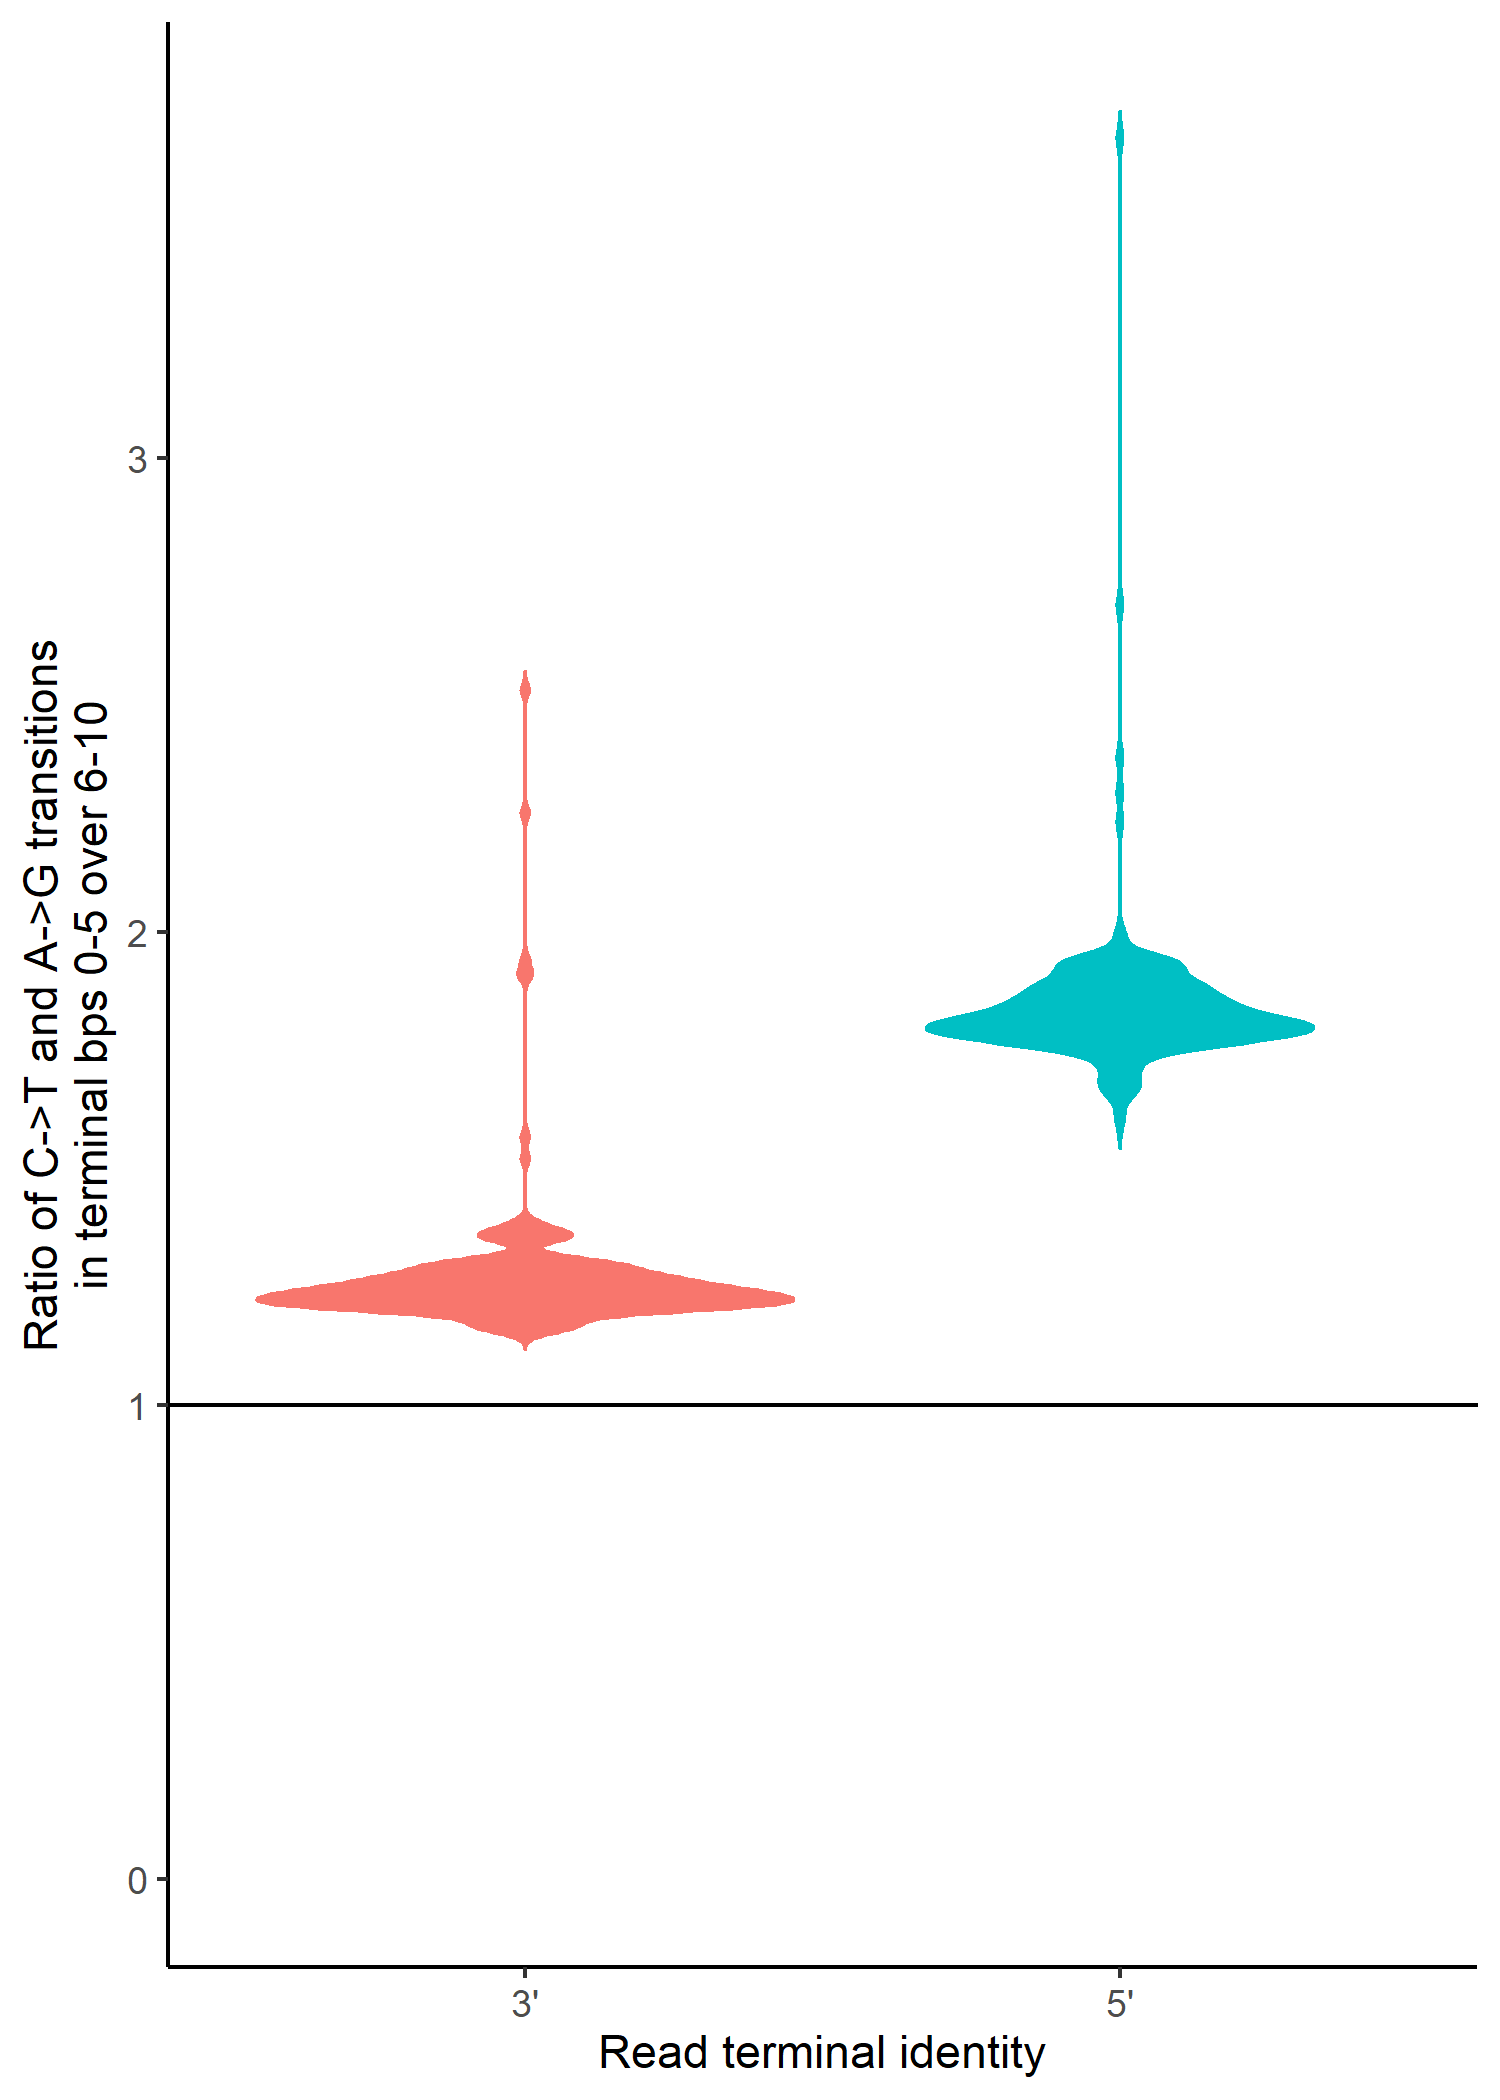 Ratio of C->T and A->G transitions
in terminal bps 0-5 over 6-10
3
2
1
0
3'
5'
Read terminal identity